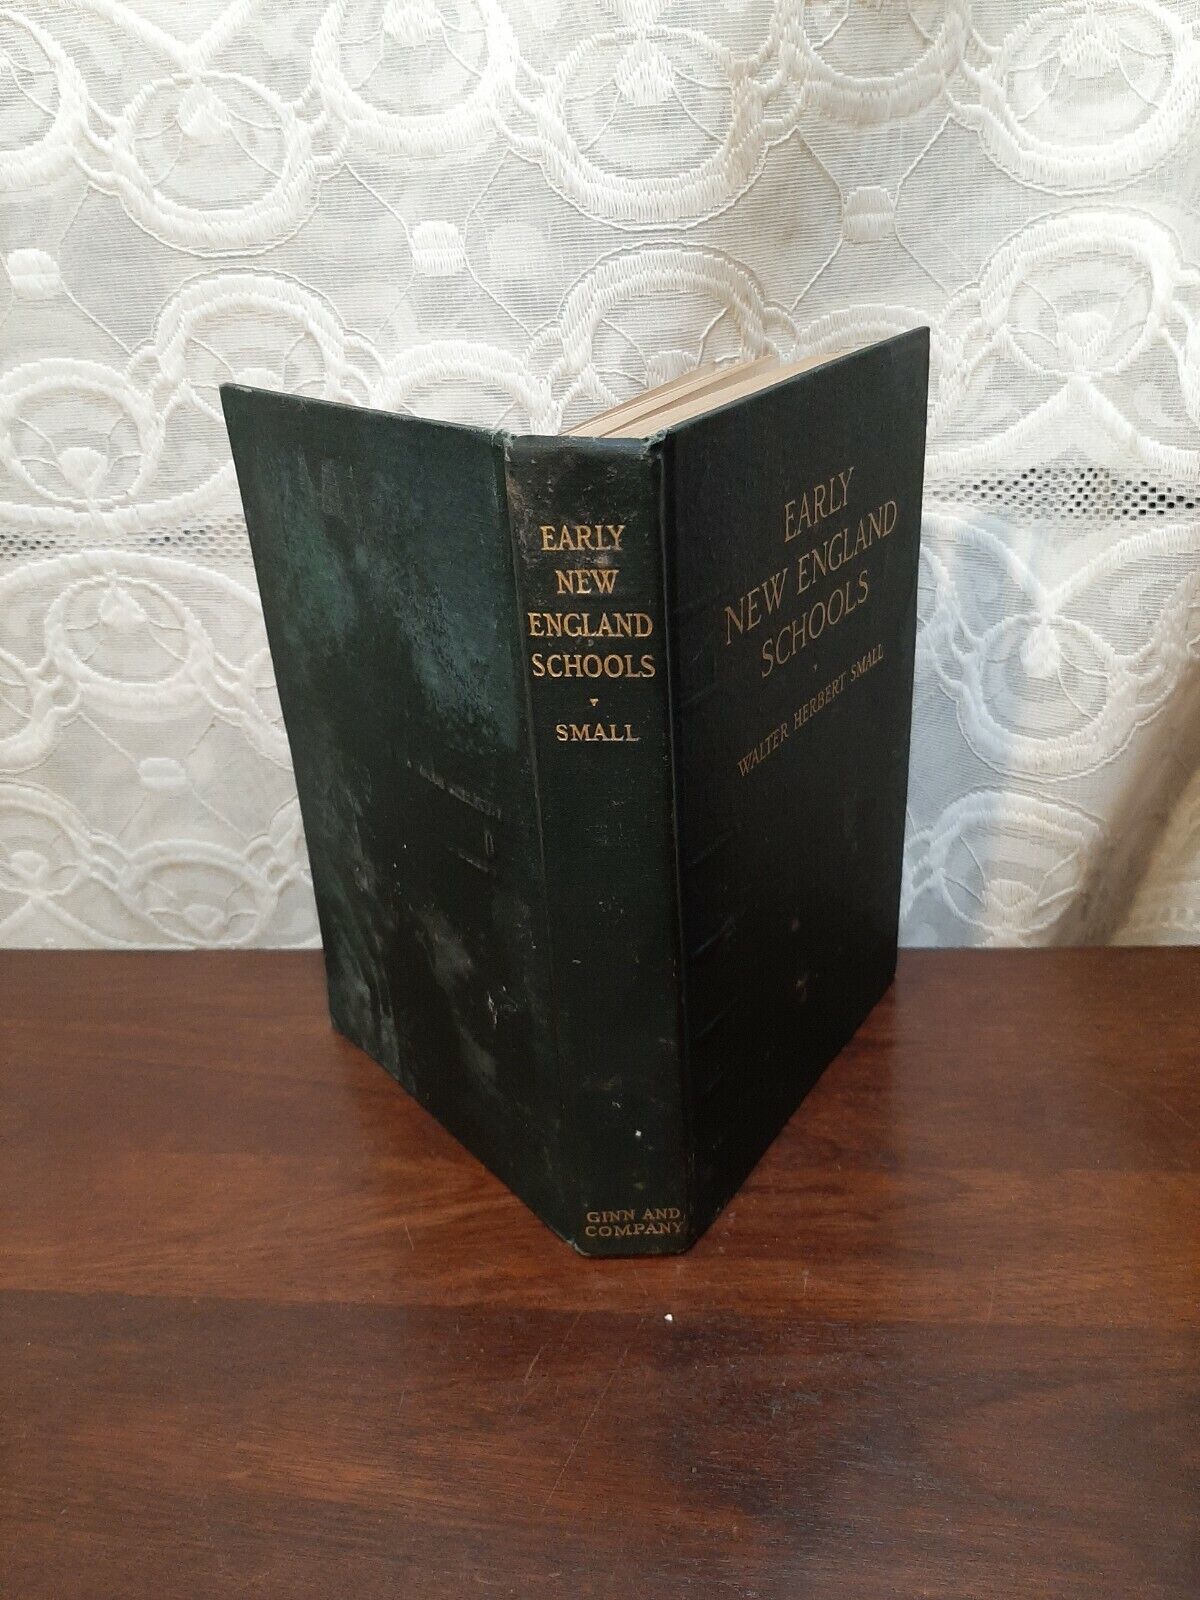 EARLY
NEW
ENGLAND
SCHOOLS
SMALL
GINN AND
COMPANY
EARLY
NEW ENGLAND
SCHOOLS
WALTER HERBERT SMALL